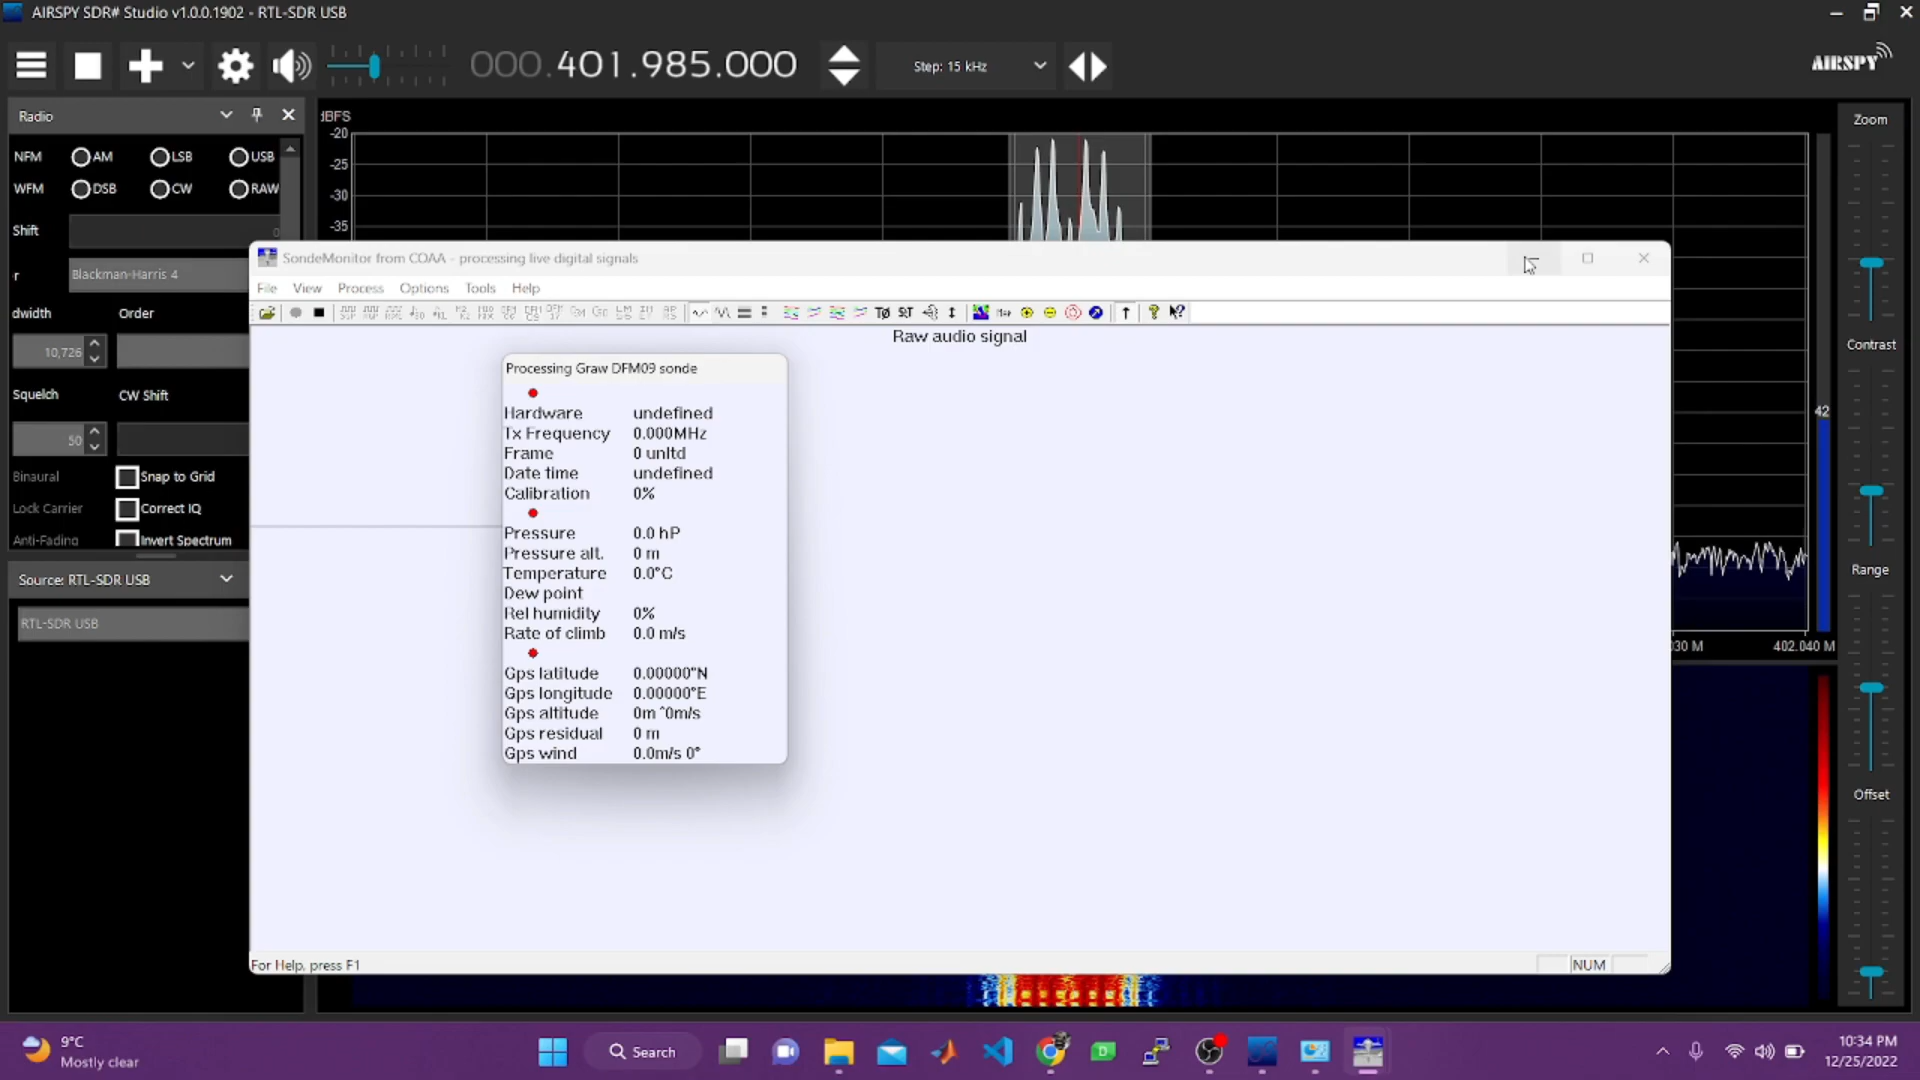 AIRSPY SDR# Studio v1.0.0.1902 - RTL-SDR USB
000.401.985.000
Step: 15 kHz
AIRSPY
Radio
NFM AM LSB USB
WFM DSB CW RAW
Shift 0
r Blackman-Harris 4
dwidth Order
10,726
Squelch CW Shift
50
Binaural Snap to Grid
Lock Carrier Correct IQ
Anti-Fading Invert Spectrum
Source: RTL-SDR USB
RTL-SDR USB
dBFS
-20
-25
-30
-35
SondeMonitor from COAA - processing live digital signals
File View Process Options Tools Help
Raw audio signal
Processing Graw DFM09 sonde
Hardware undefined
Tx Frequency 0.000MHz
Frame 0 unltd
Date time undefined
Calibration 0%
Pressure 0.0 hP
Pressure alt. 0 m
Temperature 0.0°C
Dew point
Rel humidity 0%
Rate of climb 0.0 m/s
Gps latitude 0.00000°N
Gps longitude 0.00000°E
Gps altitude 0m ^0m/s
Gps residual 0 m
Gps wind 0.0m/s 0°
For Help, press F1
NUM
030 M 402.040 M
Zoom
Contrast
42
Range
Offset
9°C
Mostly clear
Search
10:34 PM
12/25/2022